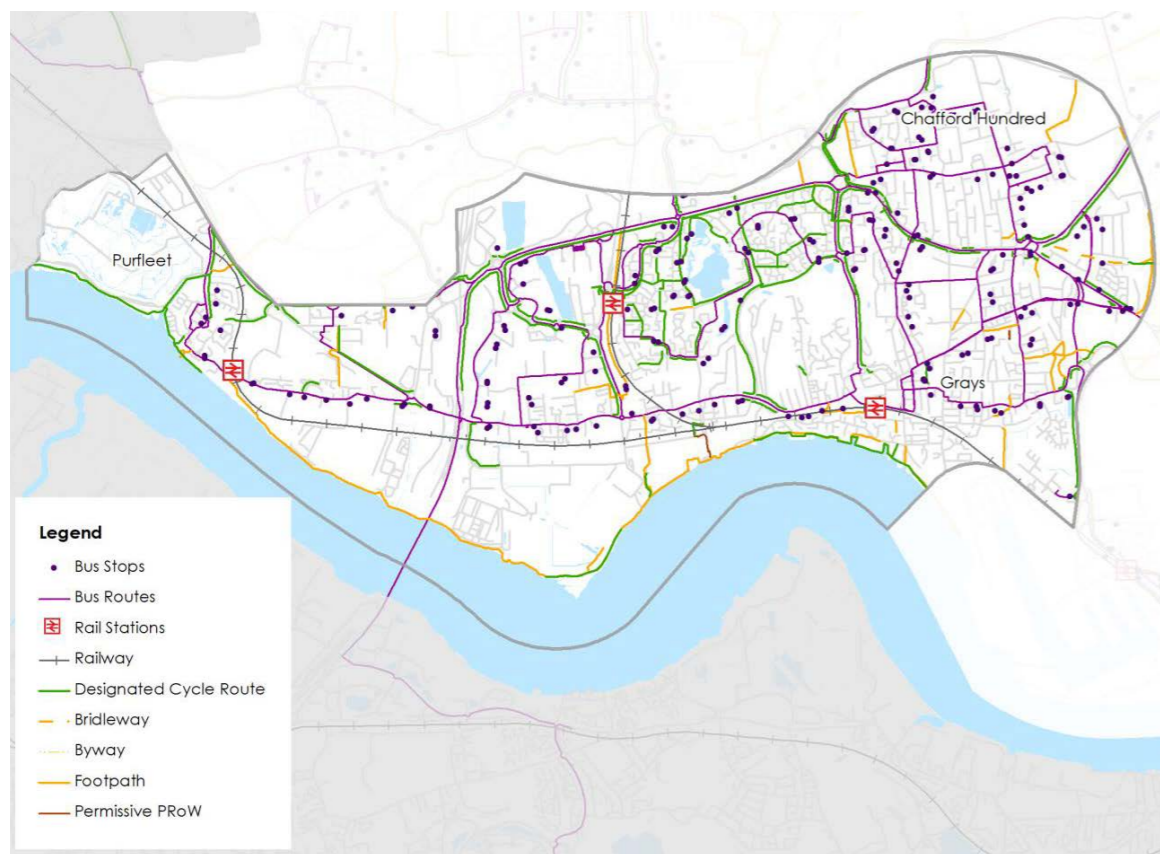 Chafford Hundred
Purfleet
Grays
Legend
Bus Stops
Bus Routes
Rail Stations
Railway
Designated Cycle Route
Bridleway
Byway
Footpath
Permissive PRoW